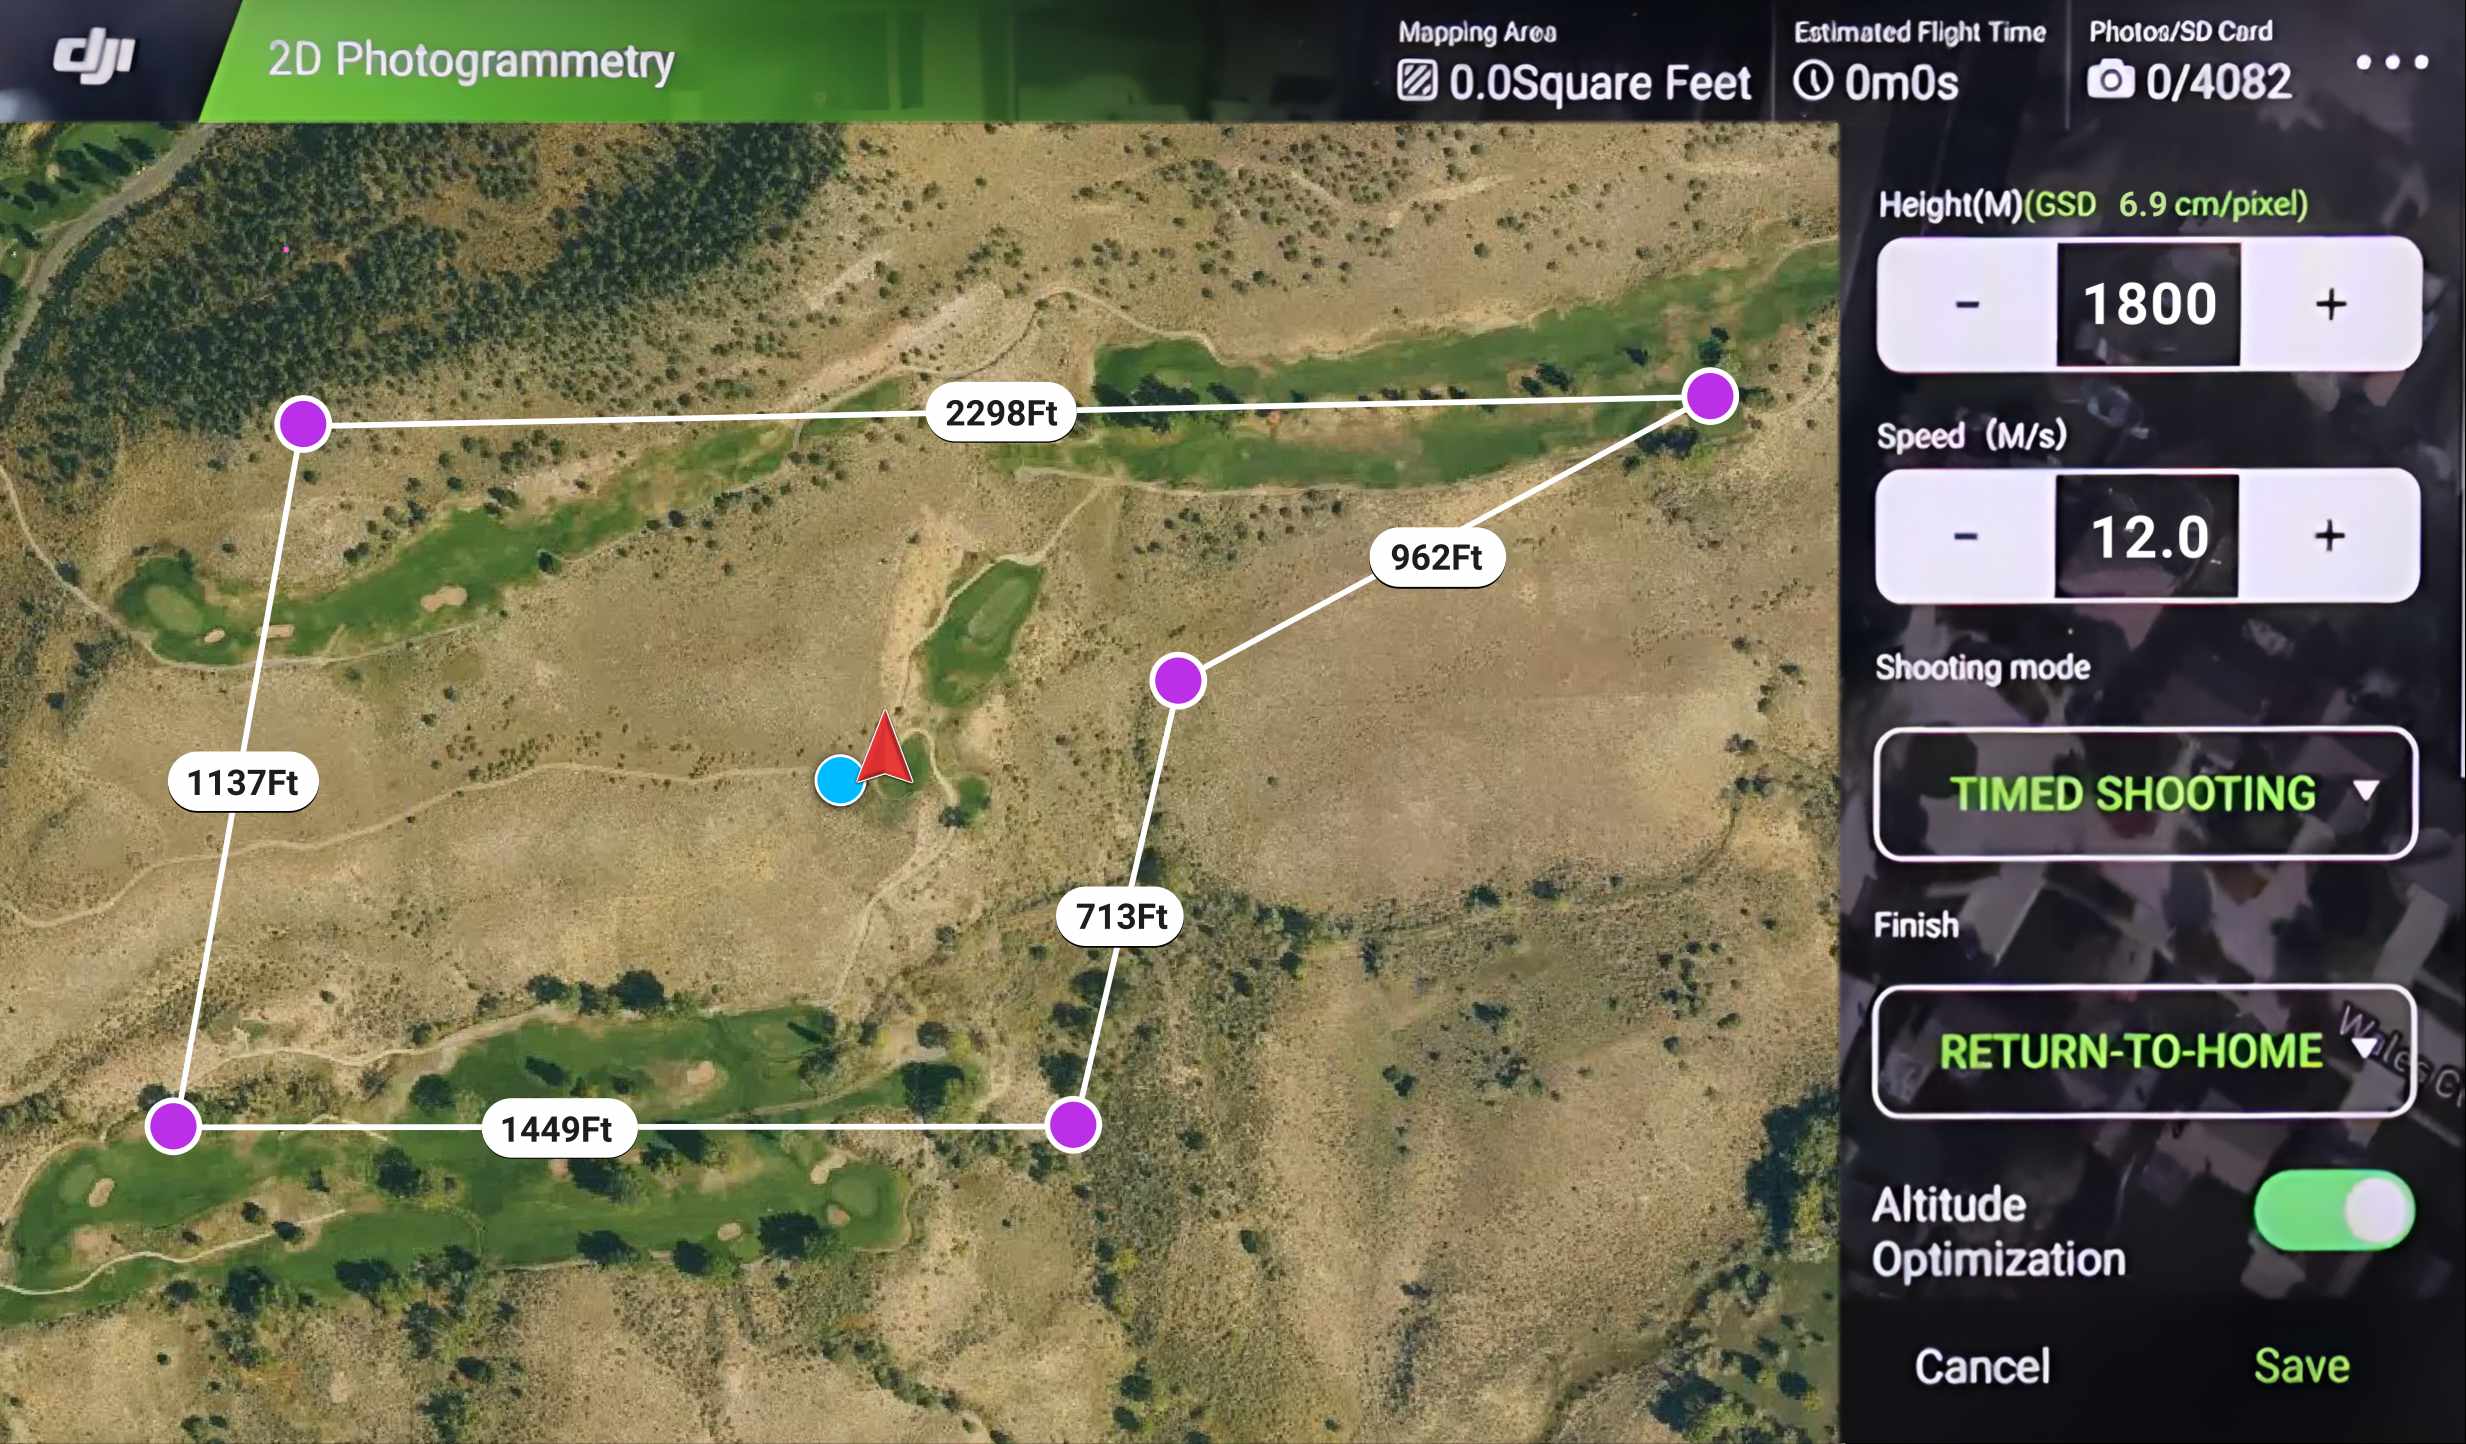 dji
2D Photogrammetry
Mapping Area
0.0Square Feet
Estimated Flight Time
0m0s
Photos/SD Card
0/4082
Height(M)(GSD 6.9 cm/pixel)
- 1800 +
Speed (M/s)
- 12.0 +
Shooting mode
TIMED SHOOTING
Finish
RETURN-TO-HOME
Altitude
Optimization
Cancel
Save
2298Ft
962Ft
1137Ft
713Ft
1449Ft